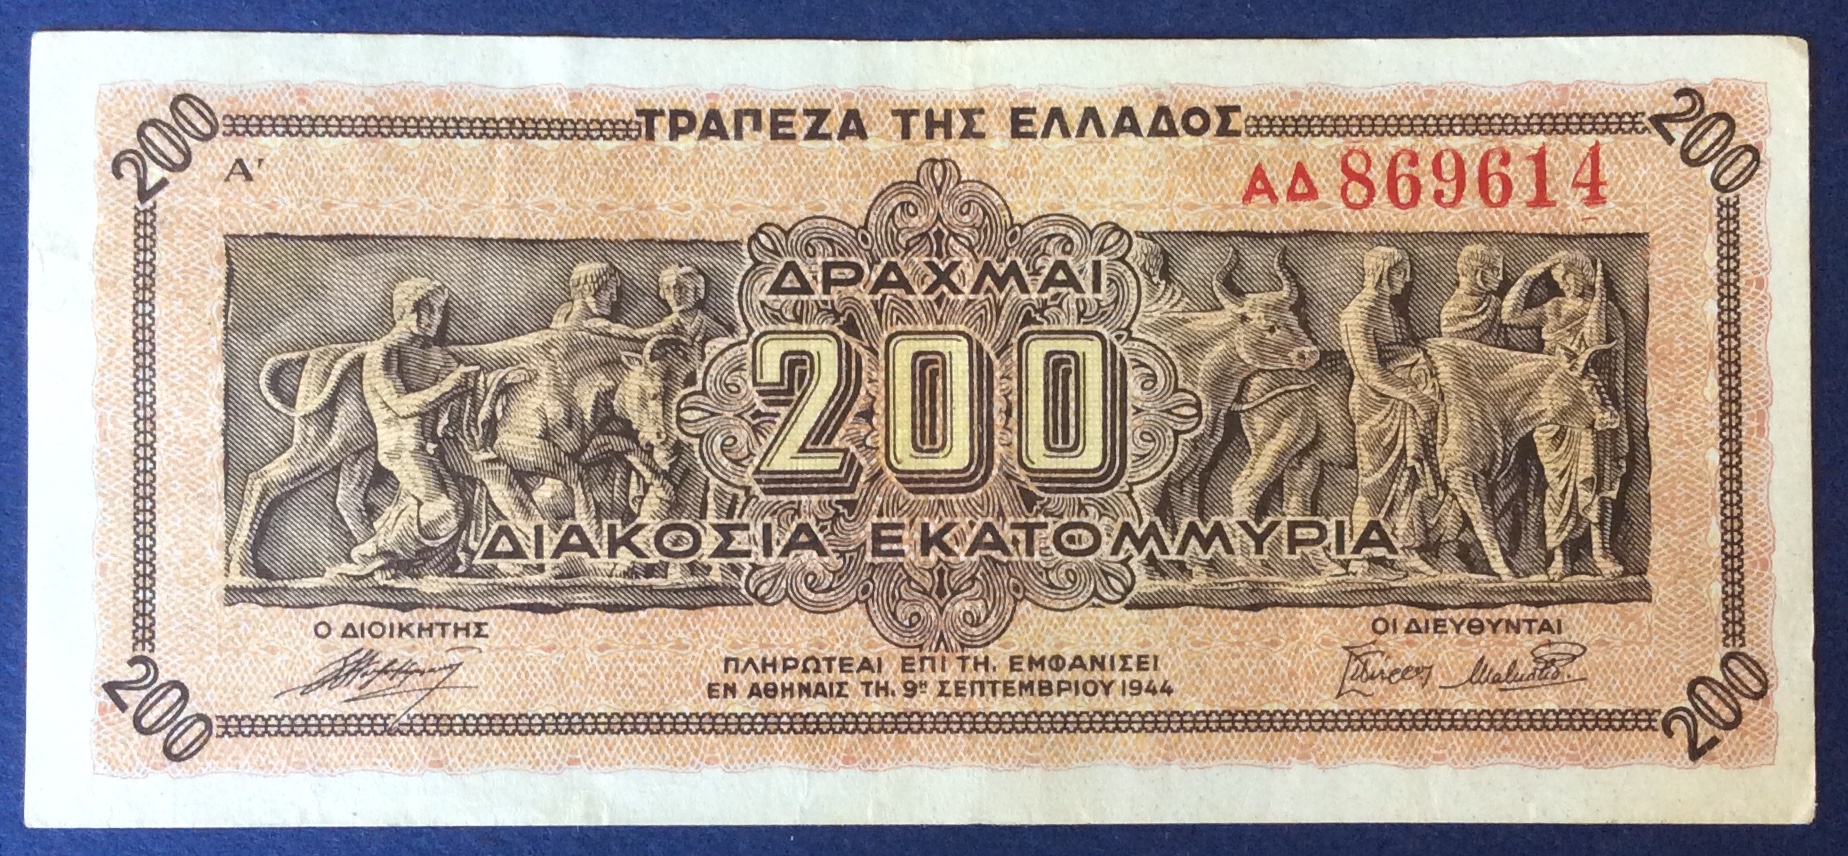 200 ΤΡΑΠΕΖΑ ΤΗΣ ΕΛΛΑΔΟΣ 200
Α' ΑΔ 869614
ΔΡΑΧΜΑΙ
200
ΔΙΑΚΟΣΙΑ ΕΚΑΤΟΜΜΥΡΙΑ
Ο ΔΙΟΙΚΗΤΗΣ ΟΙ ΔΙΕΥΘΥΝΤΑΙ
ΠΛΗΡΩΤΕΑΙ ΕΠΙ ΤΗ. ΕΜΦΑΝΙΣΕΙ
ΕΝ ΑΘΗΝΑΙΣ ΤΗ. 9ῃ ΣΕΠΤΕΜΒΡΙΟΥ 1944
200 200